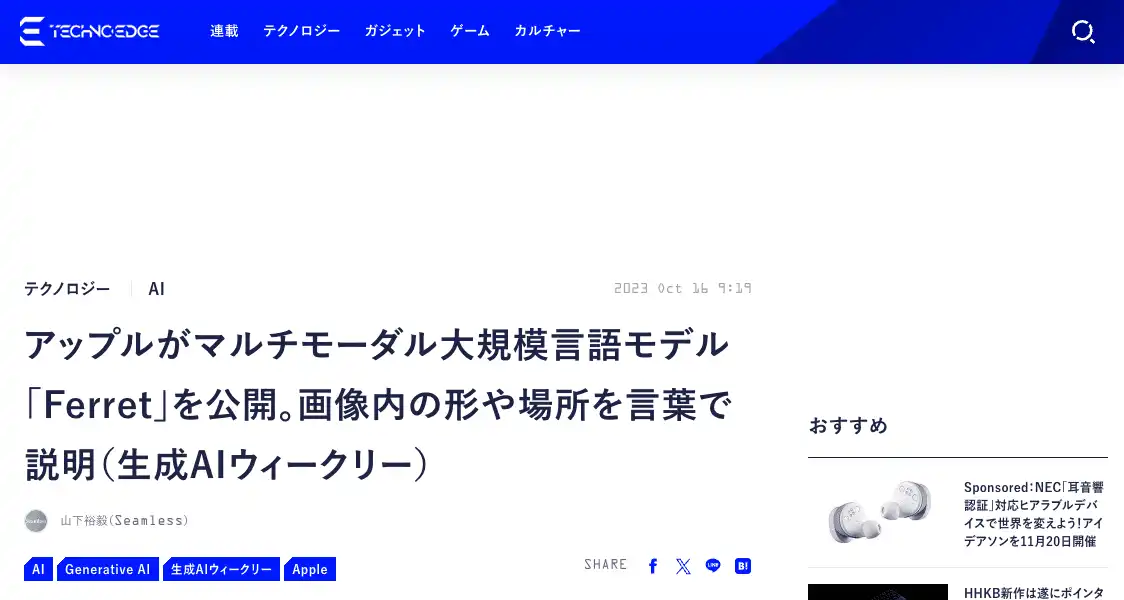 TECHNOEDGE
連載 テクノロジー ガジェット ゲーム カルチャー
テクノロジー AI
2023 Oct 16 9:19
アップルがマルチモーダル大規模言語モデル
「Ferret」を公開。画像内の形や場所を言葉で
説明(生成AIウィークリー)
山下裕毅(Seamless)
AI Generative AI 生成AIウィークリー Apple
SHARE
おすすめ
Sponsored:NEC「耳音響
認証」対応ヒアラブルデバ
イスで世界を変えよう!アイ
デアソンを11月20日開催
HHKB新作は遂にポインタ